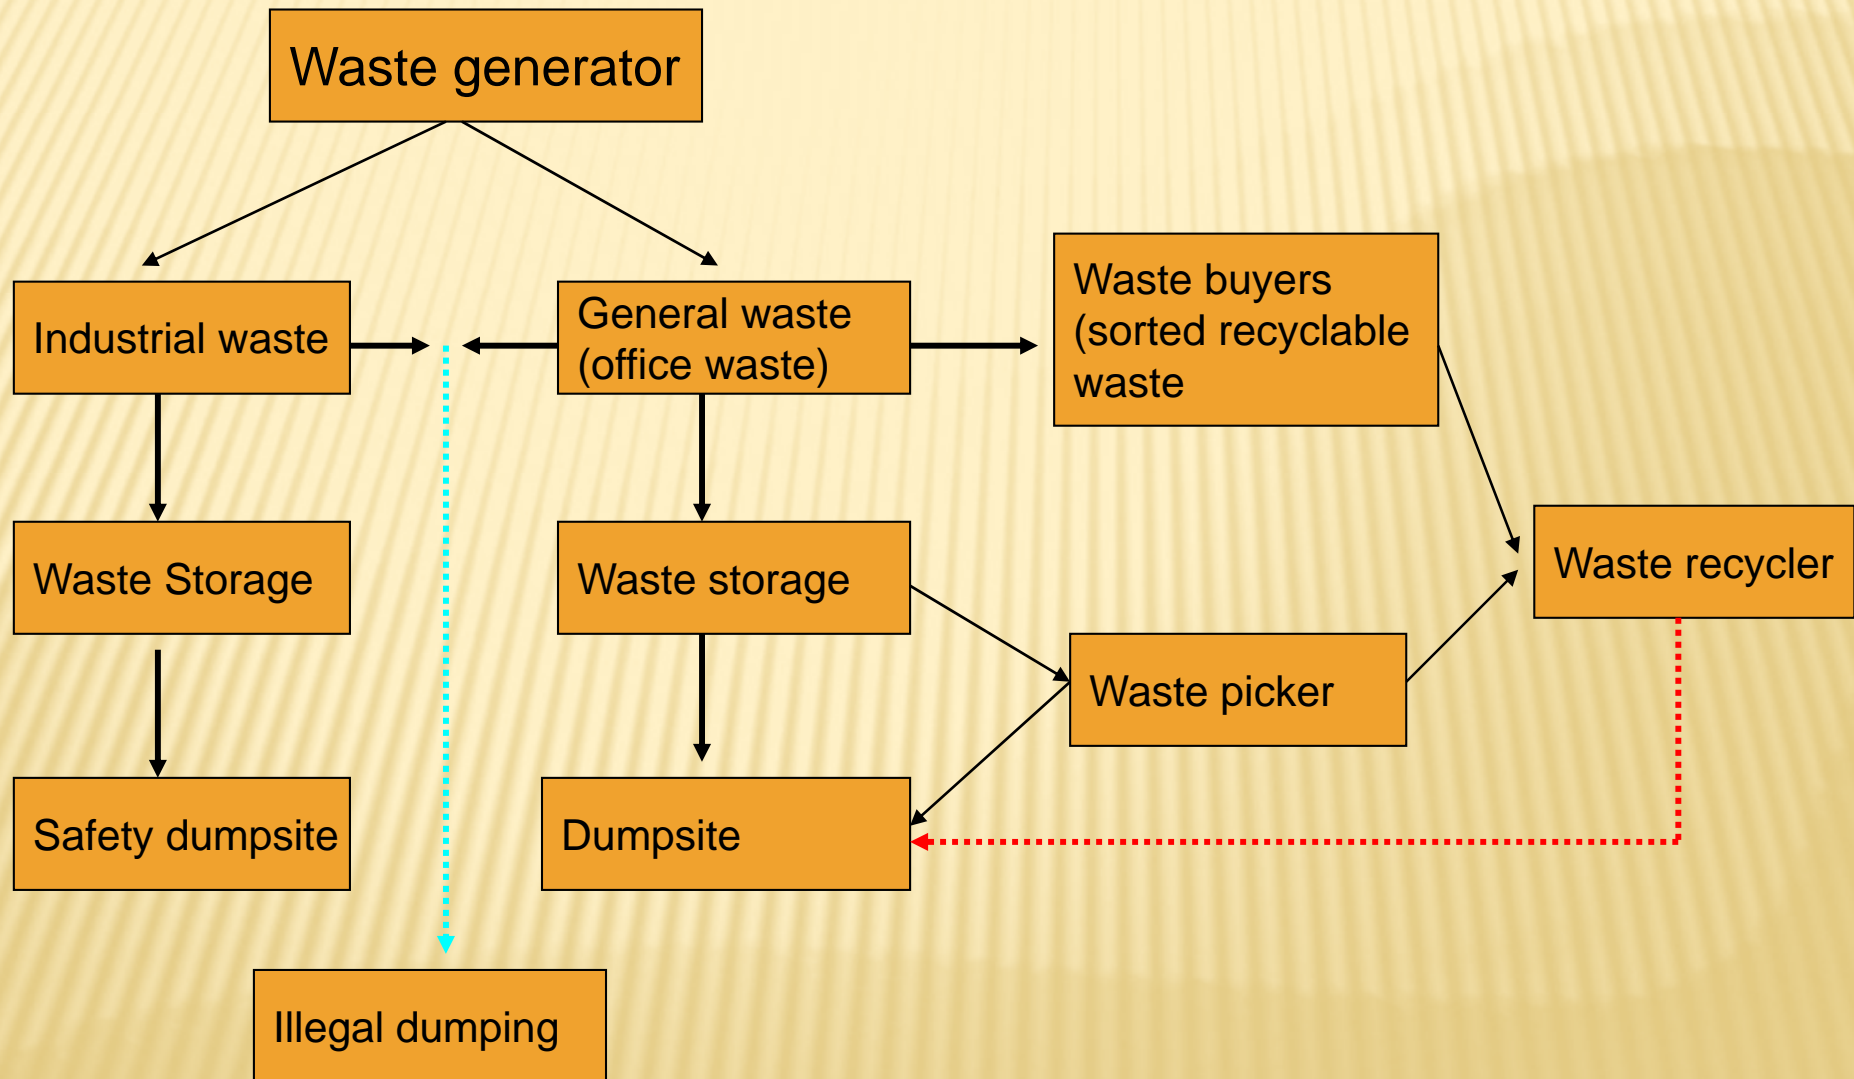 Waste generator
Industrial waste
General waste
(office waste)
Waste buyers
(sorted recyclable
waste
Waste Storage
Waste storage
Waste recycler
Waste picker
Safety dumpsite
Dumpsite
Illegal dumping